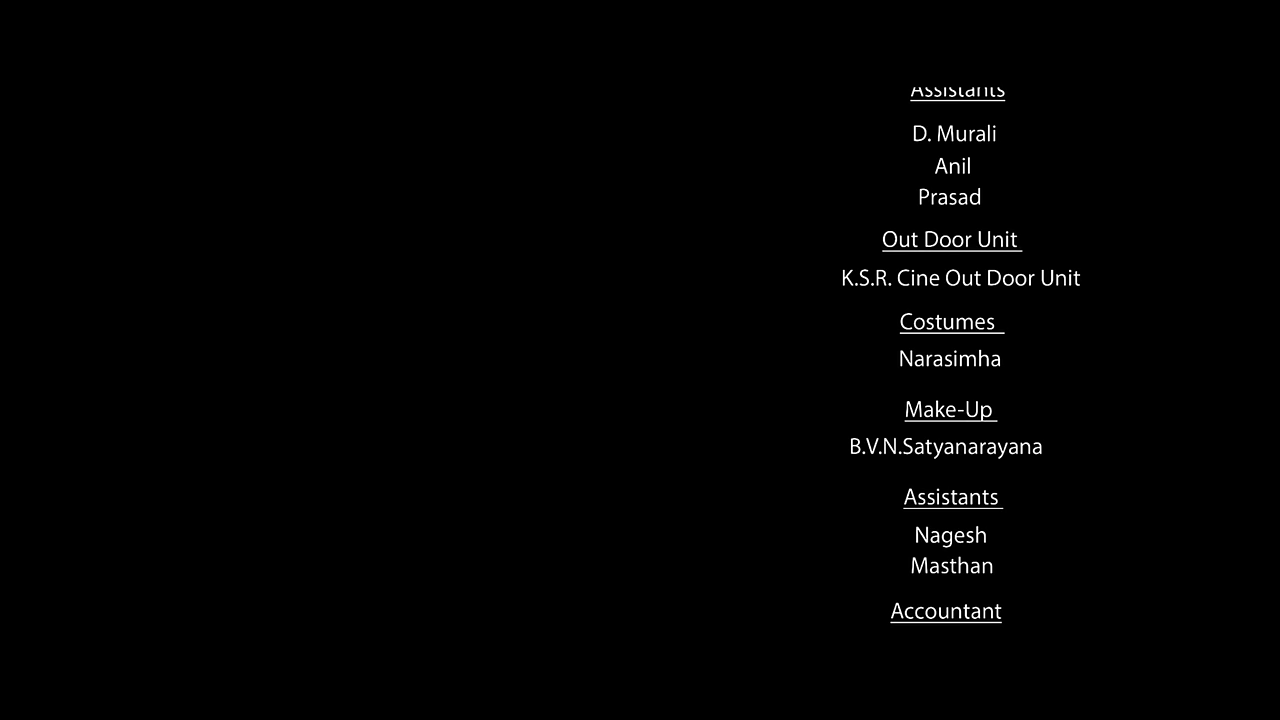 Assistants
D. Murali
Anil
Prasad
Out Door Unit
K.S.R. Cine Out Door Unit
Costumes
Narasimha
Make-Up
B.V.N.Satyanarayana
Assistants
Nagesh
Masthan
Accountant